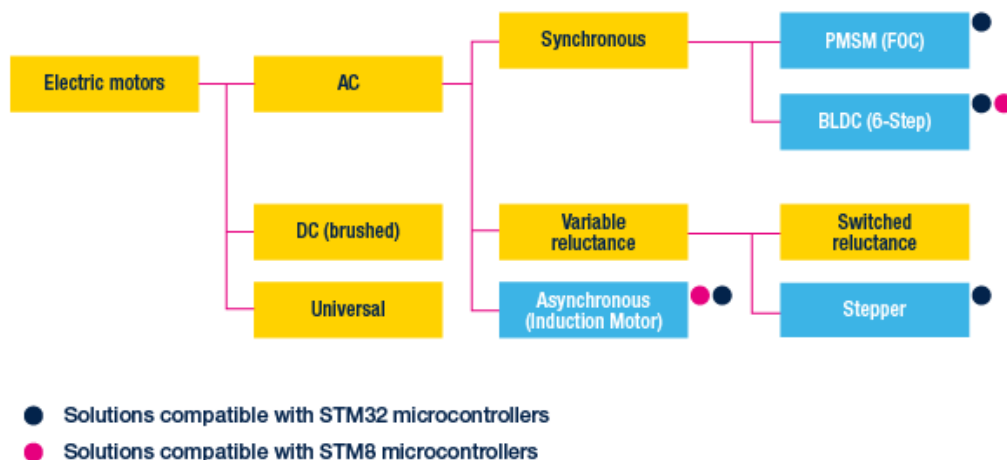 Electric motors
AC
DC (brushed)
Universal
Synchronous
Variable
reluctance
Asynchronous
(Induction Motor)
PMSM (FOC)
BLDC (6-Step)
Switched
reluctance
Stepper
Solutions compatible with STM32 microcontrollers
Solutions compatible with STM8 microcontrollers